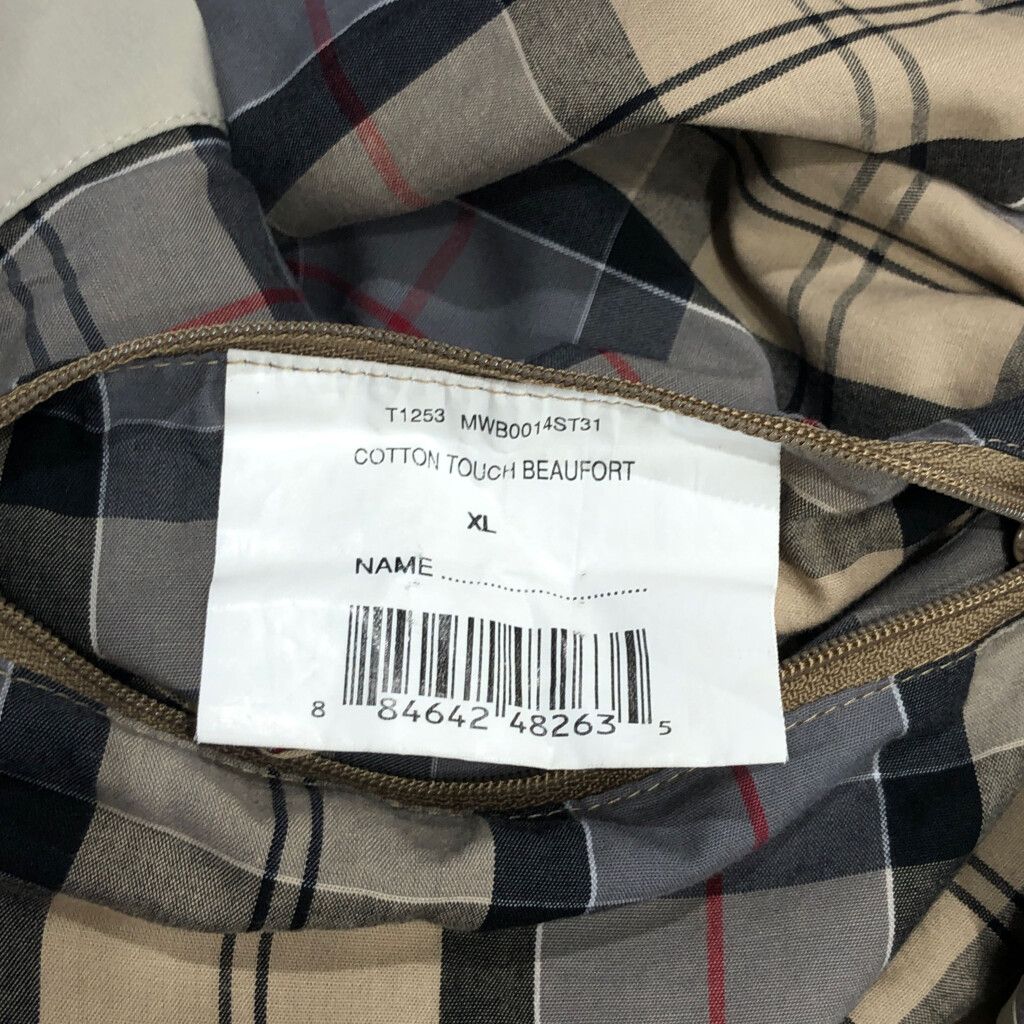 T1253 MWB0014ST31
COTTON TOUCH BEAUFORT
XL
NAME ..............................
8 84642 48263 5